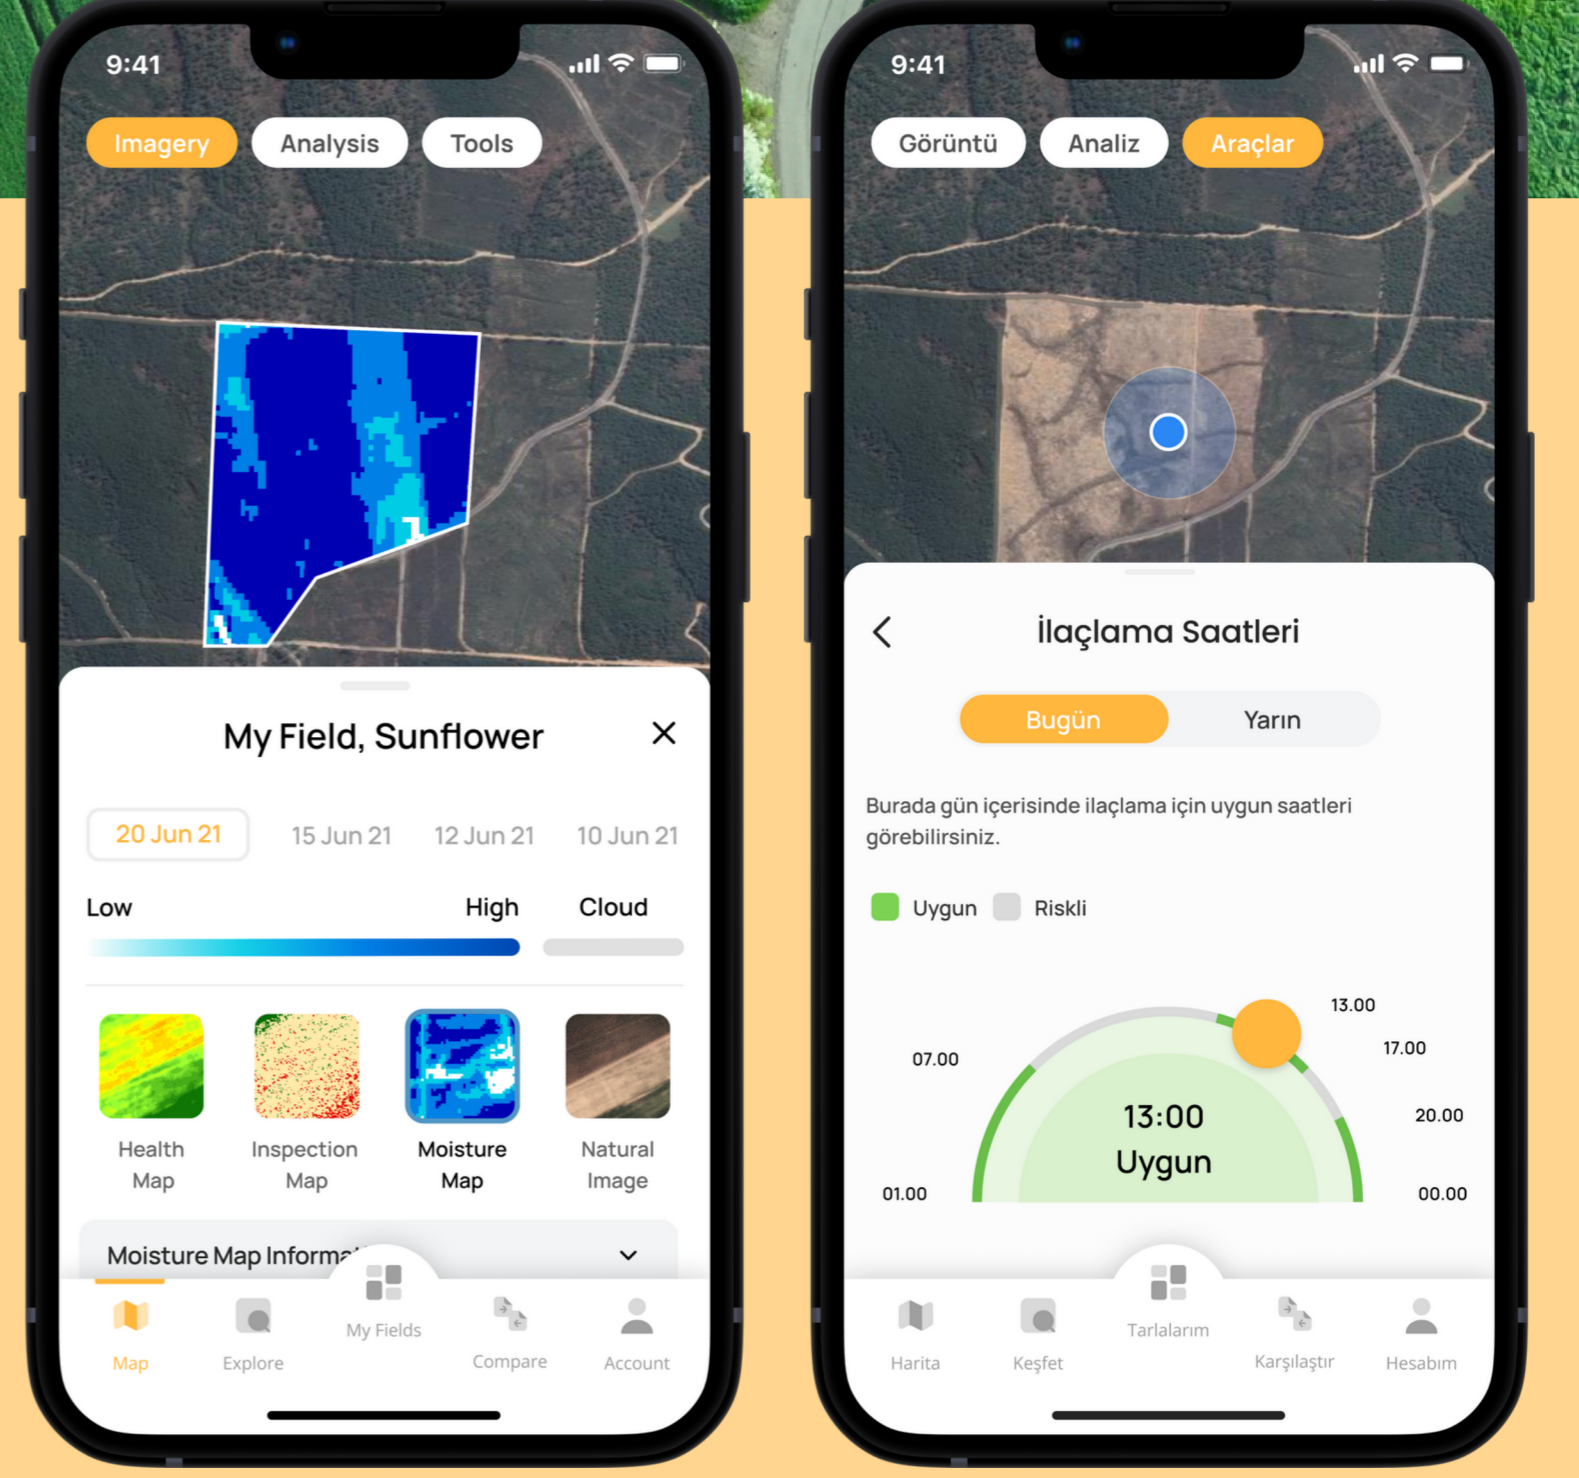 9:41
Imagery
Analysis
Tools
My Field, Sunflower
20 Jun 21
15 Jun 21
12 Jun 21
10 Jun 21
Low
High
Cloud
Health
Map
Inspection
Map
Moisture
Map
Natural
Image
Moisture Map
Map
Explore
My Fields
Compare
Account
9:41
Görüntü
Analiz
Araçlar
İlaçlama Saatleri
Bugün
Yarın
Burada gün içerisinde ilaçlama için uygun saatleri
görebilirsiniz.
Uygun
Riskli
13.00
17.00
07.00
20.00
01.00
00.00
13:00
Uygun
Harita
Keşfet
Tarlalarım
Karşılaştır
Hesabım